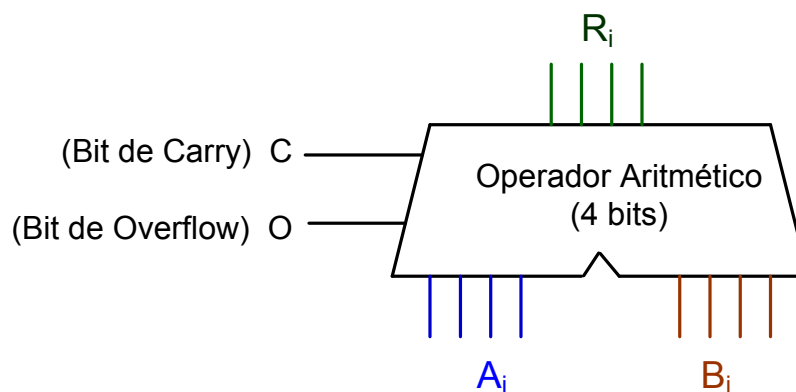 Ri
(Bit de Carry) C
Operador Aritmético
(4 bits)
(Bit de Overflow) O
Ai
Bi